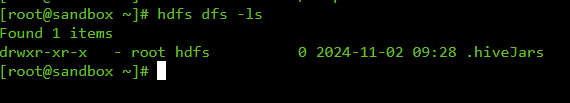 [root@sandbox ~]# hdfs dfs -ls
Found 1 items
drwxr-xr-x   - root hdfs          0 2024-11-02 09:28 .hiveJars
[root@sandbox ~]#